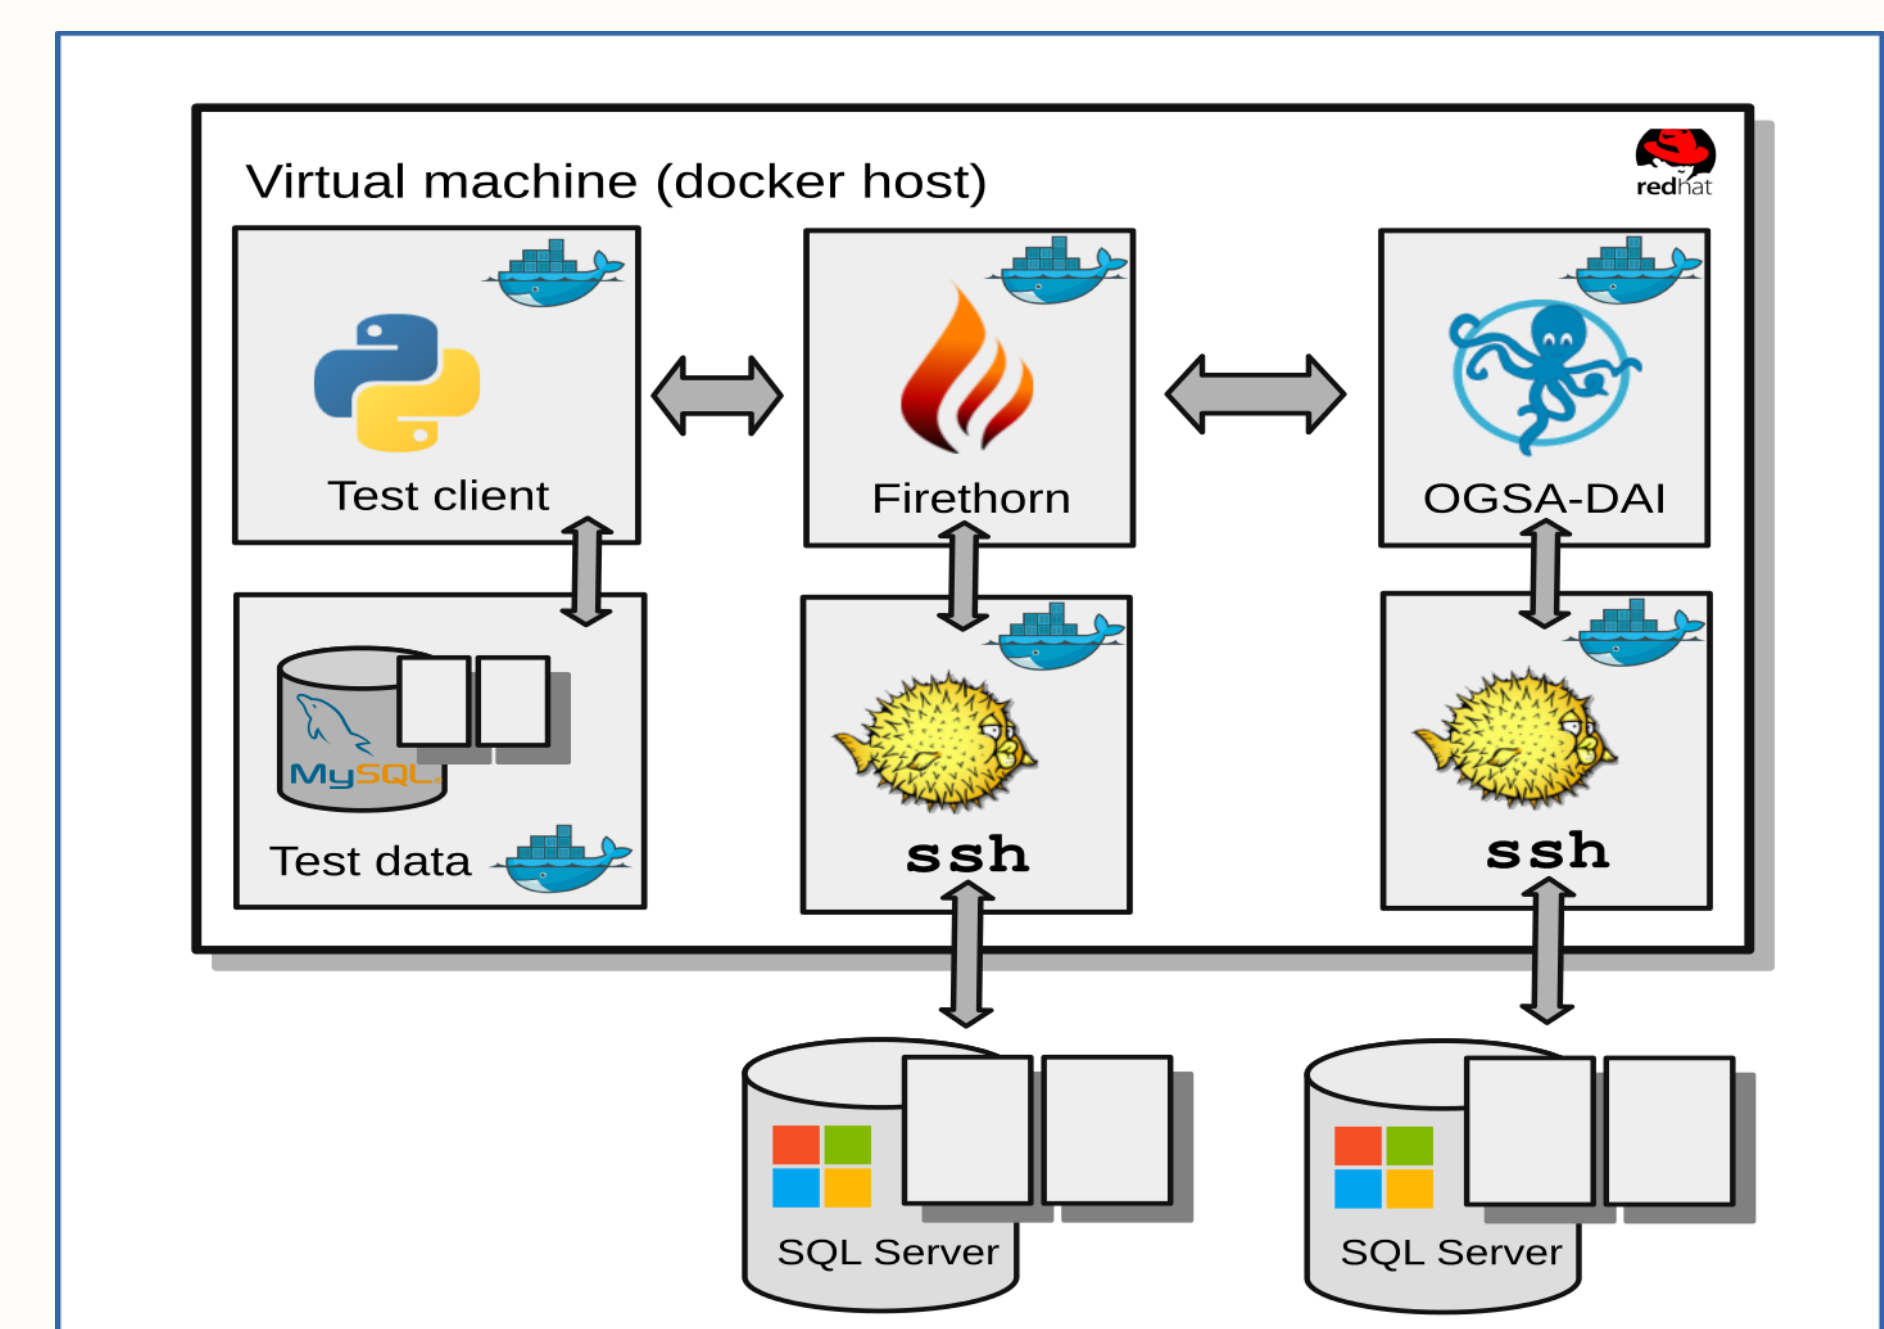 Virtual machine (docker host)
redhat
Test client
Firethorn
OGSA-DAI
MySQL
Test data
ssh
ssh
SQL Server
SQL Server